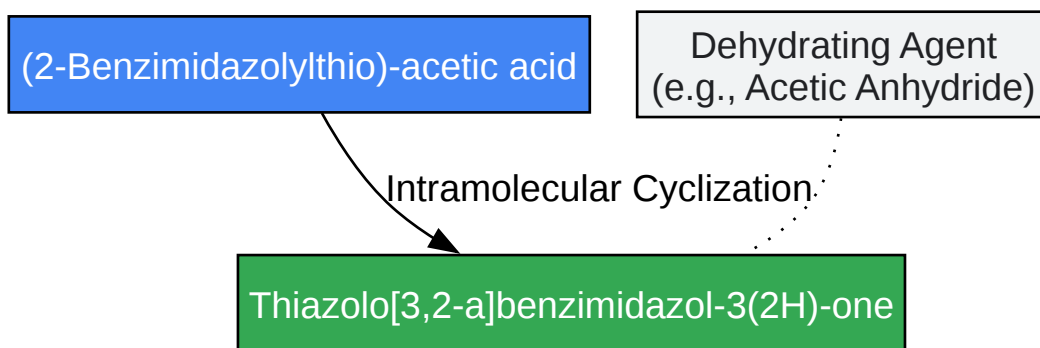 (2-Benzimidazolylthio)-acetic acid
Dehydrating Agent
(e.g., Acetic Anhydride)
Intramolecular Cyclization
Thiazolo[3,2-a]benzimidazol-3(2H)-one